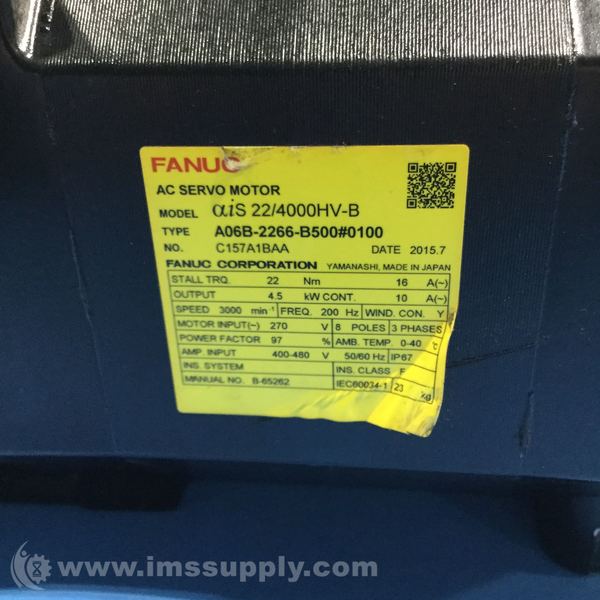 FANUC
AC SERVO MOTOR
MODEL αiS 22/4000HV-B
TYPE A06B-2266-B500#0100
NO. C157A1BAA DATE 2015.7
FANUC CORPORATION YAMANASHI, MADE IN JAPAN
STALL TRQ. 22 Nm 16 A(~)
OUTPUT 4.5 kW CONT. 10 A(~)
SPEED 3000 min⁻¹ FREQ. 200 Hz WIND. CON. Y
MOTOR INPUT(~) 270 V 8 POLES 3 PHASES
POWER FACTOR 97 % AMB. TEMP. 0-40
AMP. INPUT 400-480 V 50/60 Hz IP67
INS. SYSTEM INS. CLASS F
MANUAL NO. B-65262 IEC60034-1 23 kg
www.imssupply.com